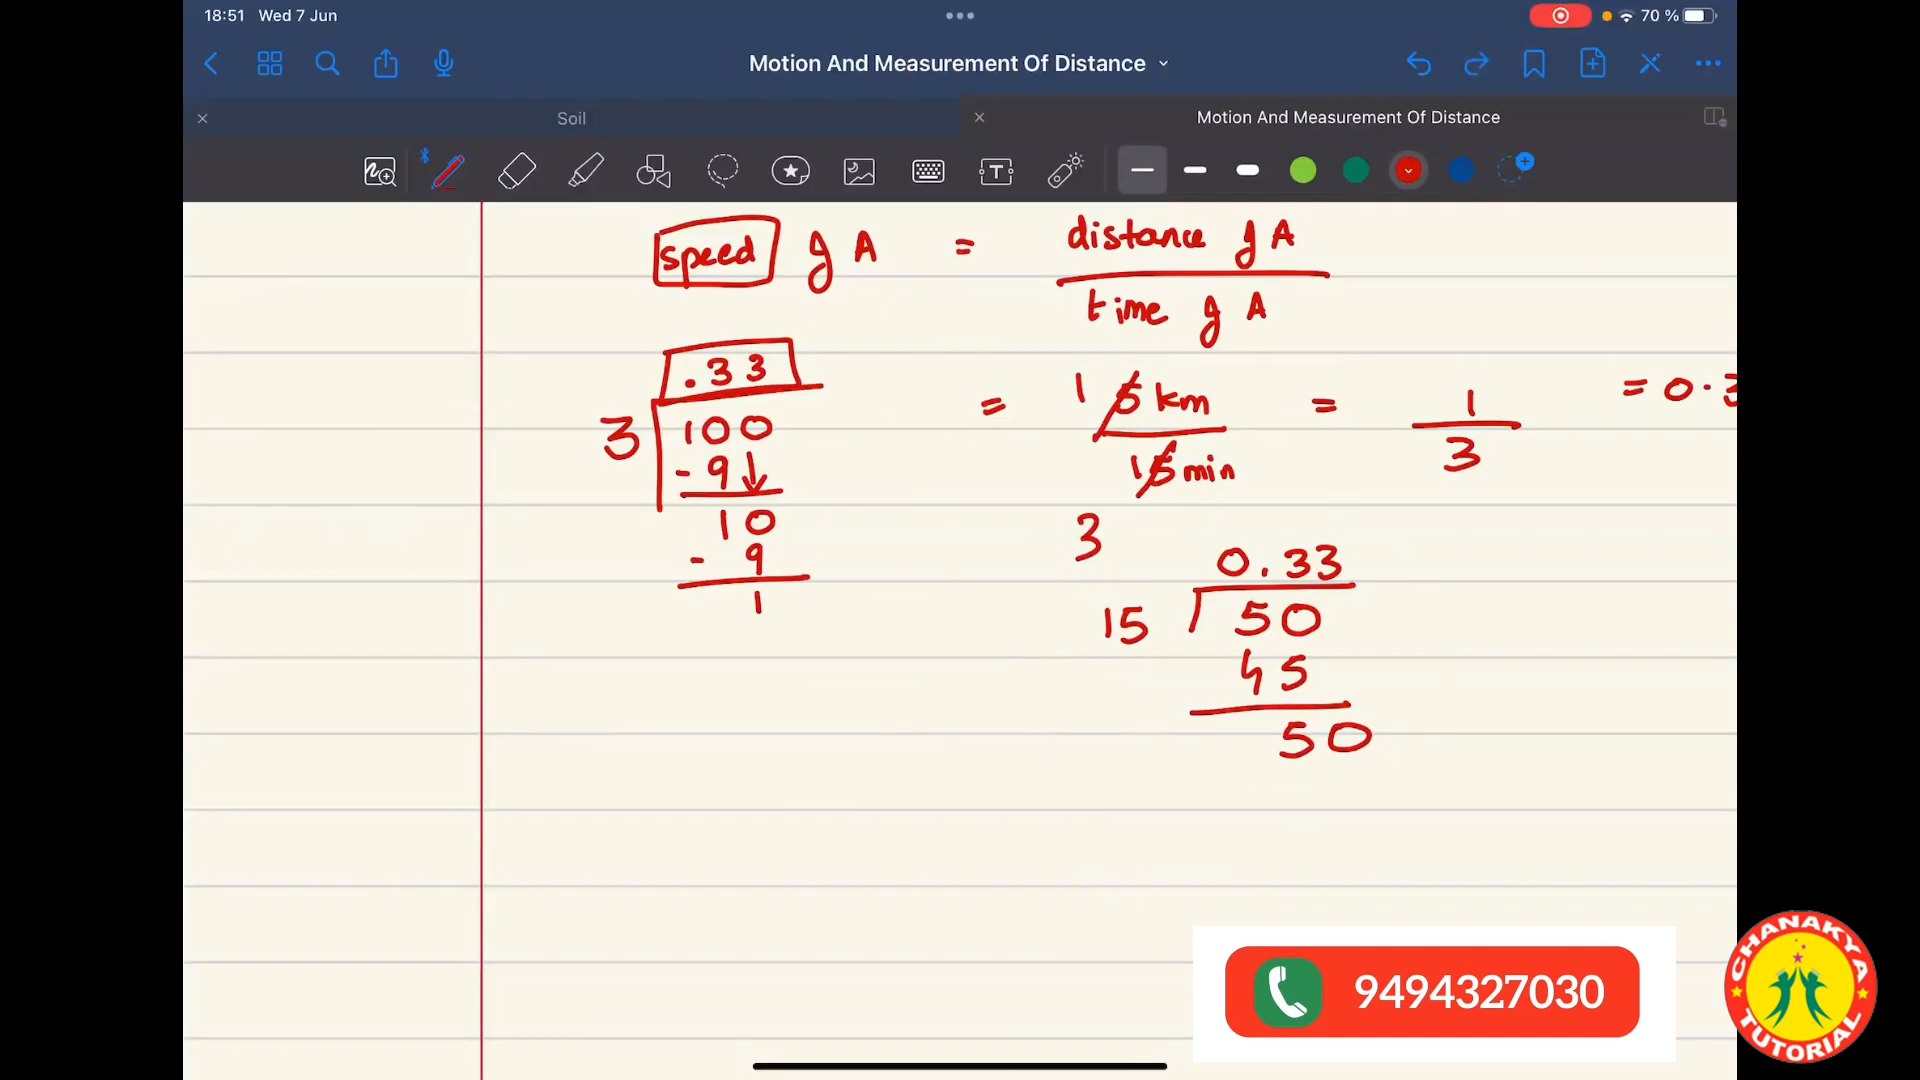 18:51 Wed 7 Jun
70 %
Motion And Measurement Of Distance
Soil
Motion And Measurement Of Distance
speed of A = distance of A
time of A
.33
3 100
- 9
10
- 9
1
= 1 5 km = 1 = 0.3
15 min 3
3
0.33
15 50
45
50
9494327030
CHANAKYA
TUTORIAL